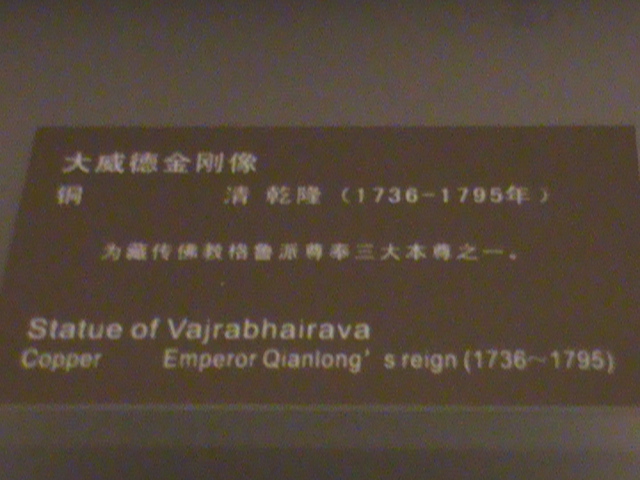 大威德金刚像
铜 清 乾隆（1736-1795年）
为藏传佛教格鲁派尊奉三大本尊之一。
Statue of Vajrabhairava
Copper Emperor Qianlong's reign (1736~1795)